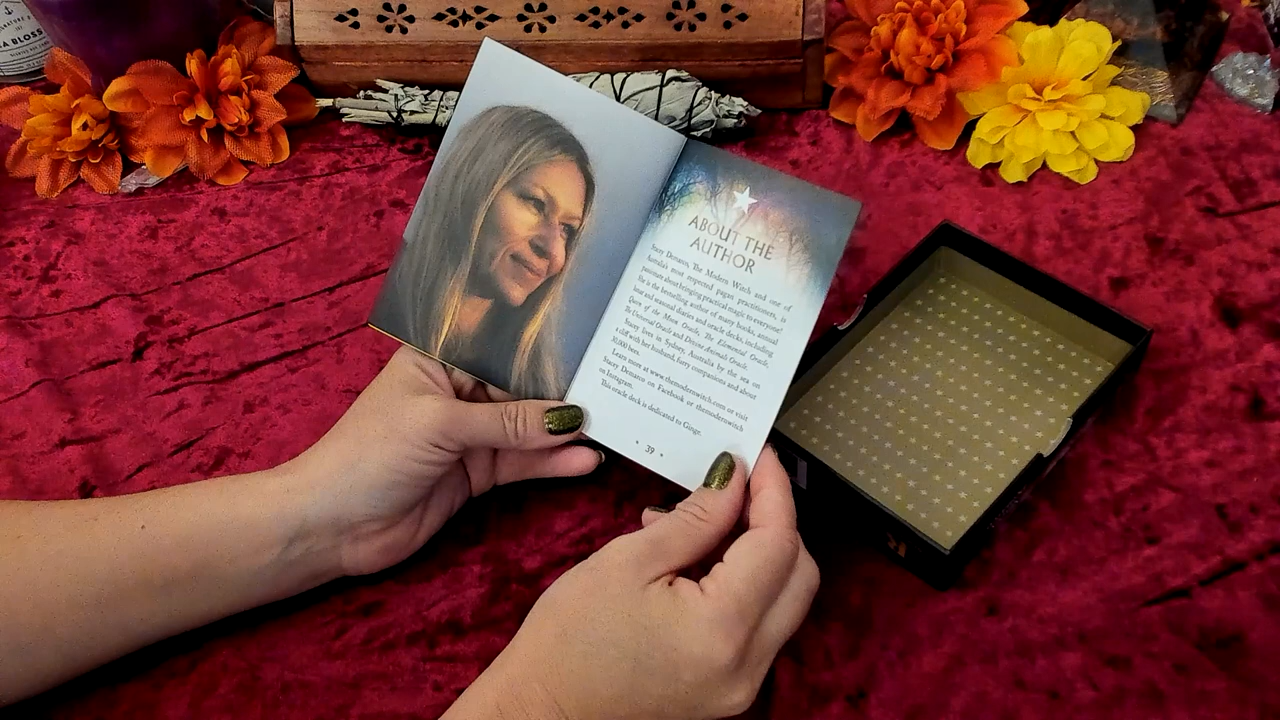 A BLOSS
ABOUT THE
AUTHOR
Stacey Demarco, The Modern Witch and one of
Australia's most respected pagan practitioners, is
passionate about bringing practical magic to everyone!
She is the bestselling author of many books, annual
lunar and seasonal diaries and oracle decks, including
Queen of the Moon Oracle, The Elemental Oracle,
The Universal Oracle and Divine Animals Oracle.
Stacey lives in Sydney, Australia by the sea on
a cliff with her husband, furry companions and about
30,000 bees.
Learn more at www.themodernwitch.com or visit
Stacey Demarco on Facebook or themodernwitch
on Instagram.
This oracle deck is dedicated to Ginge.
39